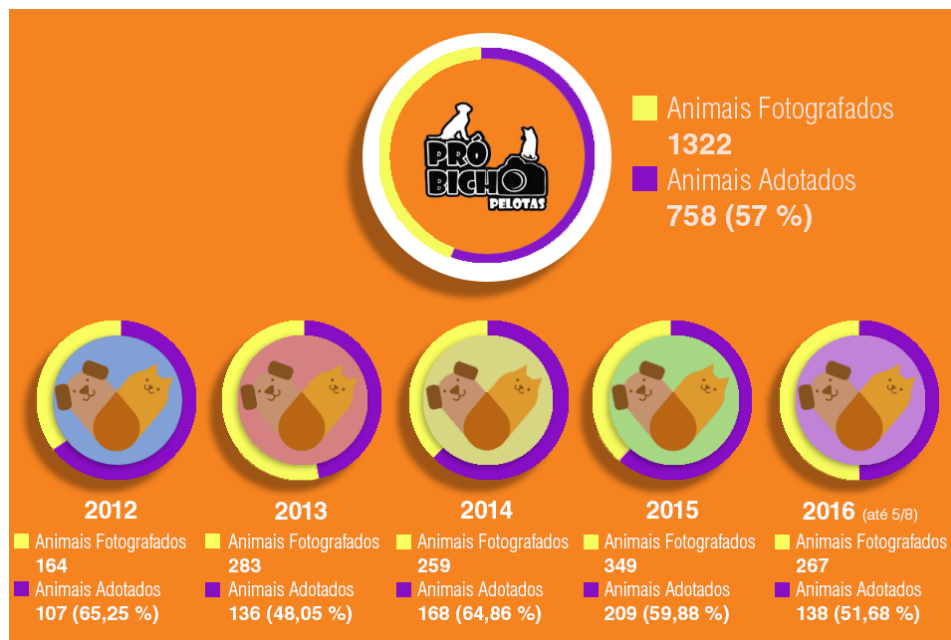 PRÓ
BICHO
PELOTAS
Animais Fotografados
1322
Animais Adotados
758 (57 %)
2012
Animais Fotografados
164
Animais Adotados
107 (65,25 %)
2013
Animais Fotografados
283
Animais Adotados
136 (48,05 %)
2014
Animais Fotografados
259
Animais Adotados
168 (64,86 %)
2015
Animais Fotografados
349
Animais Adotados
209 (59,88 %)
2016 (até 5/8)
Animais Fotografados
267
Animais Adotados
138 (51,68 %)